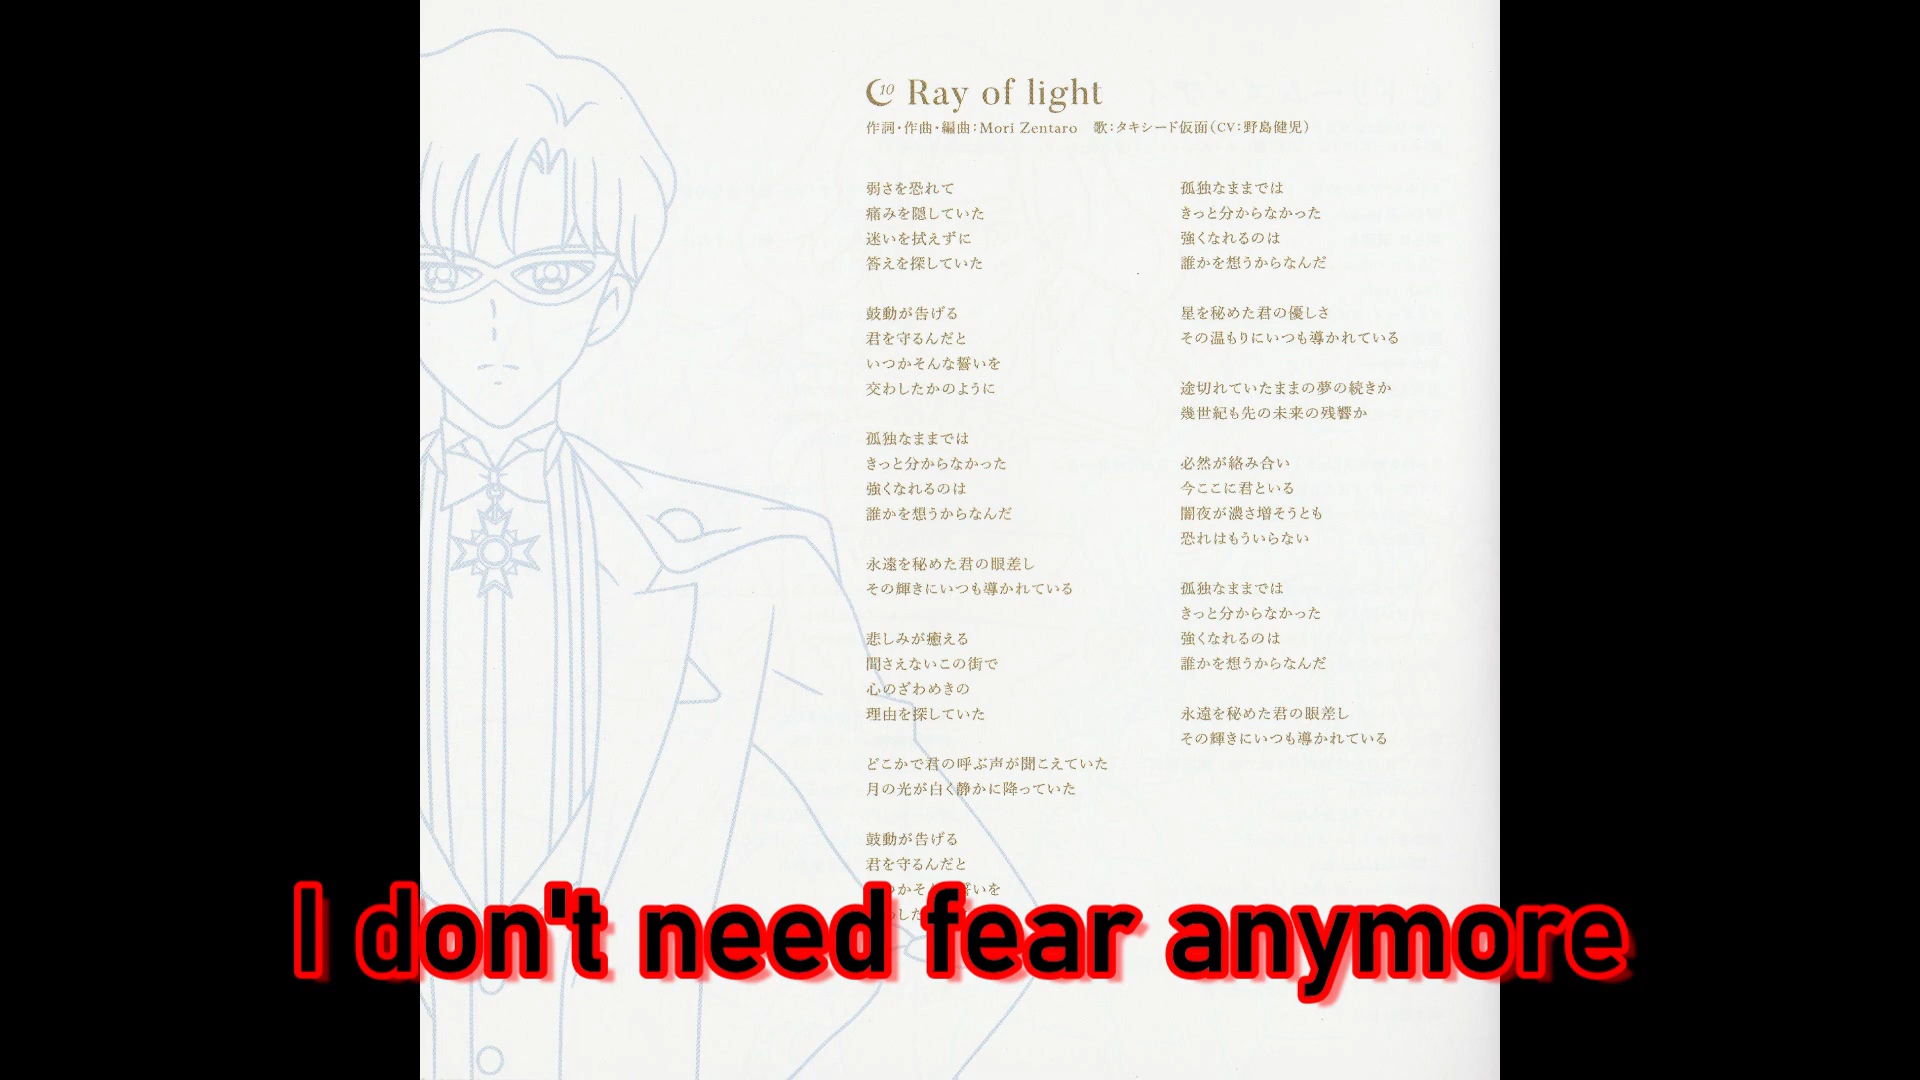 10 Ray of light
作詞・作曲・編曲：Mori Zentaro 歌：タキシード仮面（CV：野島健児）
弱さを恐れて
痛みを隠していた
迷いを拭えずに
答えを探していた
鼓動が告げる
君を守るんだと
いつかそんな誓いを
交わしたかのように
孤独なままでは
きっと分からなかった
強くなれるのは
誰かを想うからなんだ
永遠を秘めた君の眼差し
その輝きにいつも導かれている
悲しみが癒える
間さえないこの街で
心のざわめきの
理由を探していた
どこかで君の呼ぶ声が聞こえていた
月の光が白く静かに降っていた
鼓動が告げる
君を守るんだと
かそ 誓いを
した
孤独なままでは
きっと分からなかった
強くなれるのは
誰かを想うからなんだ
星を秘めた君の優しさ
その温もりにいつも導かれている
途切れていたままの夢の続きか
幾世紀も先の未来の残響か
必然が絡み合い
今ここに君といる
闇夜が濃さ増そうとも
恐れはもういらない
孤独なままでは
きっと分からなかった
強くなれるのは
誰かを想うからなんだ
永遠を秘めた君の眼差し
その輝きにいつも導かれている
I don't need fear anymore